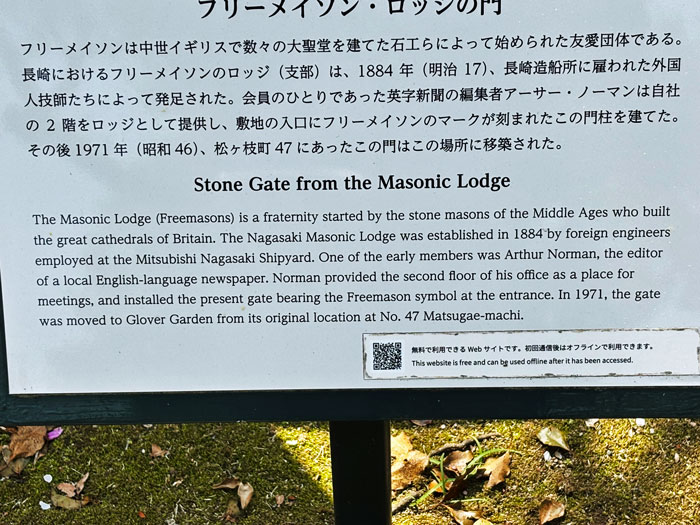 フリーメイソン・ロッジの門
フリーメイソンは中世イギリスで数々の大聖堂を建てた石工らによって始められた友愛団体である。
長崎におけるフリーメイソンのロッジ（支部）は、1884 年（明治 17）、長崎造船所に雇われた外国
人技師たちによって発足された。会員のひとりであった英字新聞の編集者アーサー・ノーマンは自社
の 2 階をロッジとして提供し、敷地の入口にフリーメイソンのマークが刻まれたこの門柱を建てた。
その後 1971 年（昭和 46）、松ヶ枝町 47 にあったこの門はこの場所に移築された。
Stone Gate from the Masonic Lodge
The Masonic Lodge (Freemasons) is a fraternity started by the stone masons of the Middle Ages who built
the great cathedrals of Britain. The Nagasaki Masonic Lodge was established in 1884 by foreign engineers
employed at the Mitsubishi Nagasaki Shipyard. One of the early members was Arthur Norman, the editor
of a local English-language newspaper. Norman provided the second floor of his office as a place for
meetings, and installed the present gate bearing the Freemason symbol at the entrance. In 1971, the gate
was moved to Glover Garden from its original location at No. 47 Matsugae-machi.
無料で利用できる Web サイトです。初回通信後はオフラインで利用できます。
This website is free and can be used offline after it has been accessed.